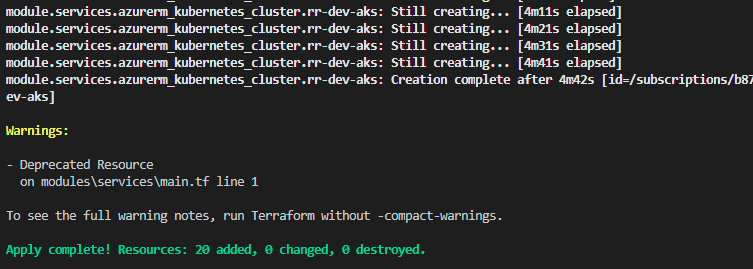 module.services.azurerm_kubernetes_cluster.rr-dev-aks: Still creating... [4m11s elapsed]
module.services.azurerm_kubernetes_cluster.rr-dev-aks: Still creating... [4m21s elapsed]
module.services.azurerm_kubernetes_cluster.rr-dev-aks: Still creating... [4m31s elapsed]
module.services.azurerm_kubernetes_cluster.rr-dev-aks: Still creating... [4m41s elapsed]
module.services.azurerm_kubernetes_cluster.rr-dev-aks: Creation complete after 4m42s [id=/subscriptions/b87
ev-aks]
Warnings:
- Deprecated Resource
on modules\services\main.tf line 1
To see the full warning notes, run Terraform without -compact-warnings.
Apply complete! Resources: 20 added, 0 changed, 0 destroyed.